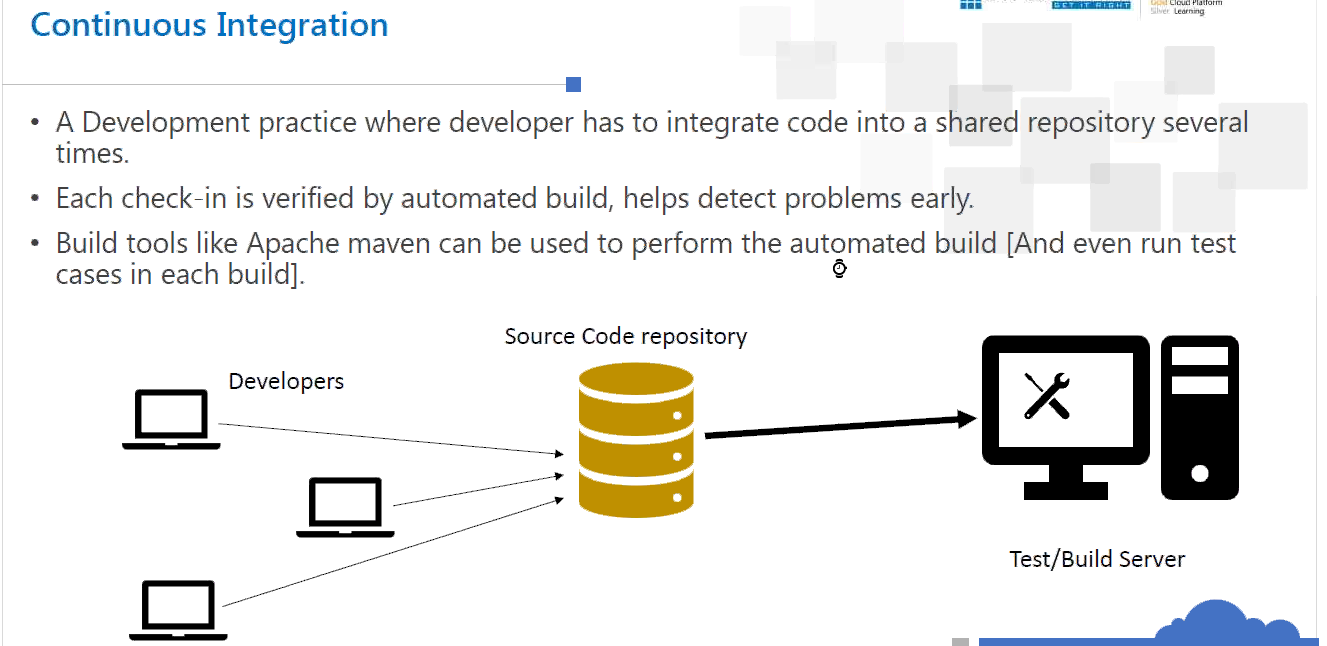 Continuous Integration
GET IT RIGHT
Gold Cloud Platform
Silver Learning
• A Development practice where developer has to integrate code into a shared repository several
times.
• Each check-in is verified by automated build, helps detect problems early.
• Build tools like Apache maven can be used to perform the automated build [And even run test
cases in each build].
Source Code repository
Developers
Test/Build Server